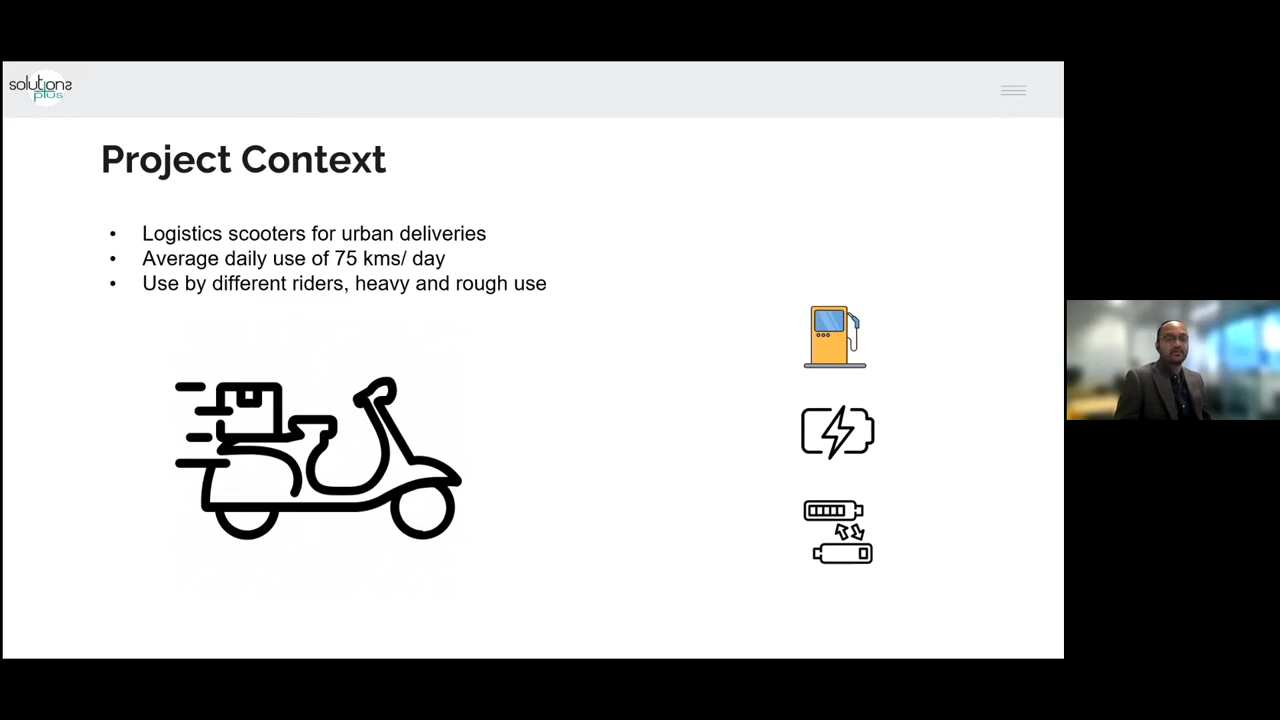 solutions
plus
Project Context
• Logistics scooters for urban deliveries
• Average daily use of 75 kms/ day
• Use by different riders, heavy and rough use